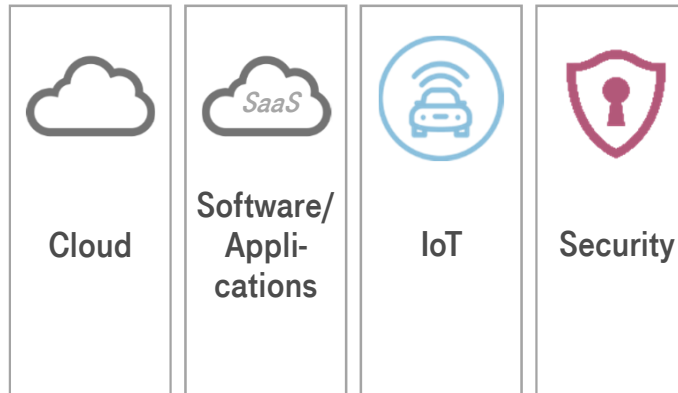 Cloud
SaaS
Software/
Appli-
cations
IoT
Security